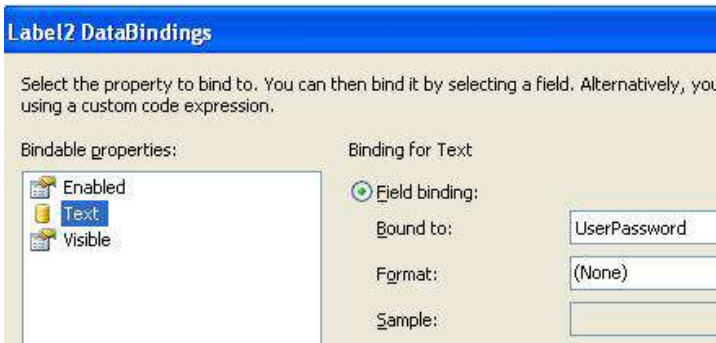 Label2 DataBindings
Select the property to bind to. You can then bind it by selecting a field. Alternatively, you
using a custom code expression.
Bindable properties:
Enabled
Text
Visible
Binding for Text
Field binding:
Bound to: UserPassword
Format: (None)
Sample: